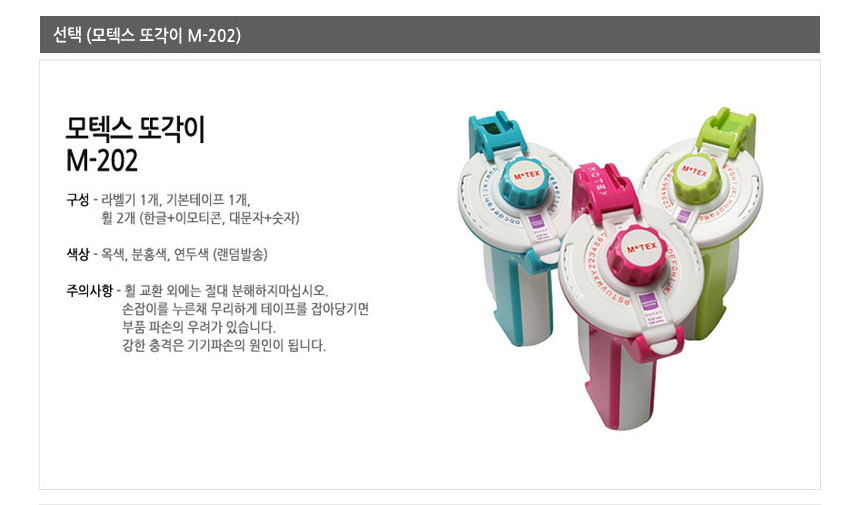 선택 (모텍스 또각이 M-202)
모텍스 또각이
M-202
구성 - 라벨기 1개, 기본테이프 1개,
휠 2개 (한글+이모티콘, 대문자+숫자)
색상 - 옥색, 분홍색, 연두색 (랜덤발송)
주의사항 - 휠 교환 외에는 절대 분해하지마십시오.
손잡이를 누른채 무리하게 테이프를 잡아당기면
부품 파손의 우려가 있습니다.
강한 충격은 기기파손의 원인이 됩니다.
MOTEX
MOTEX
MOTEX